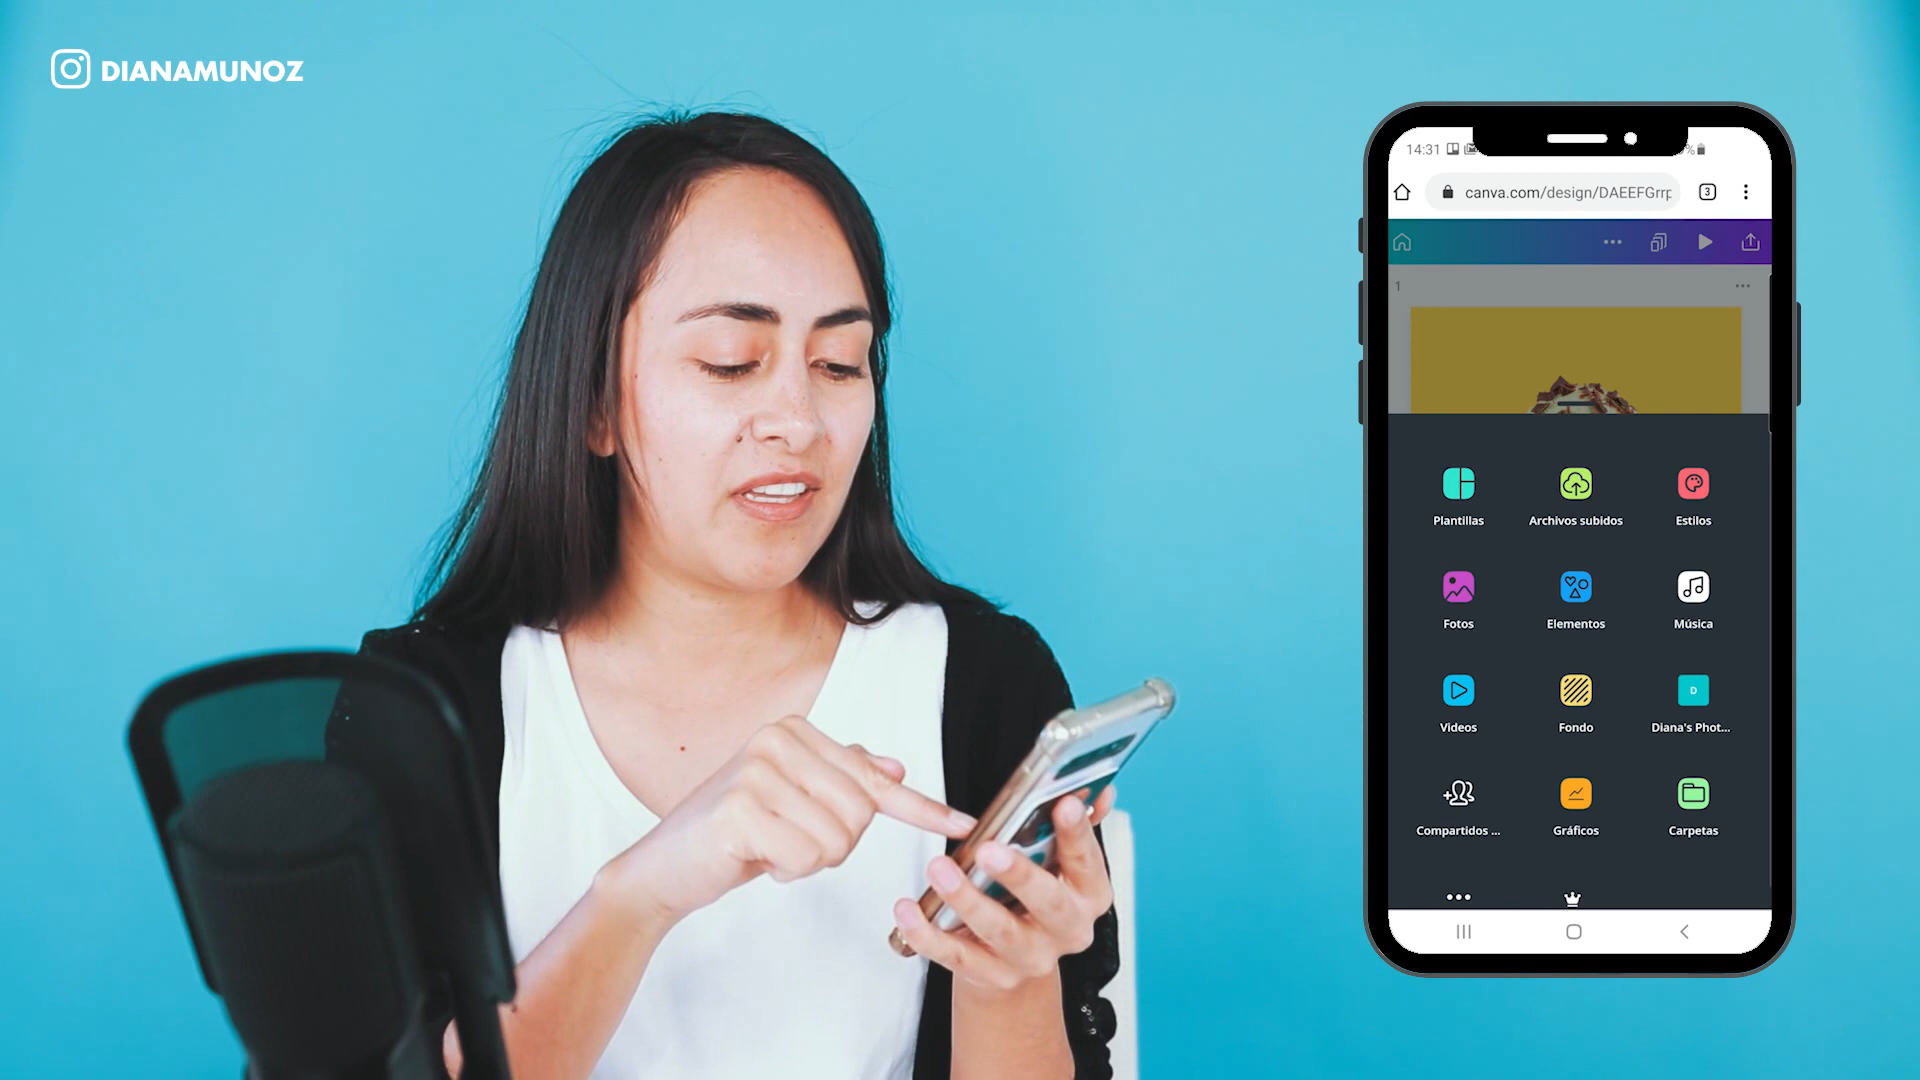 DIANAMUNOZ
14:31
%
canva.com/design/DAEEFGrrp
3
1
Plantillas
Archivos subidos
Estilos
Fotos
Elementos
Música
Videos
Fondo
D
Diana's Phot...
Compartidos ...
Gráficos
Carpetas